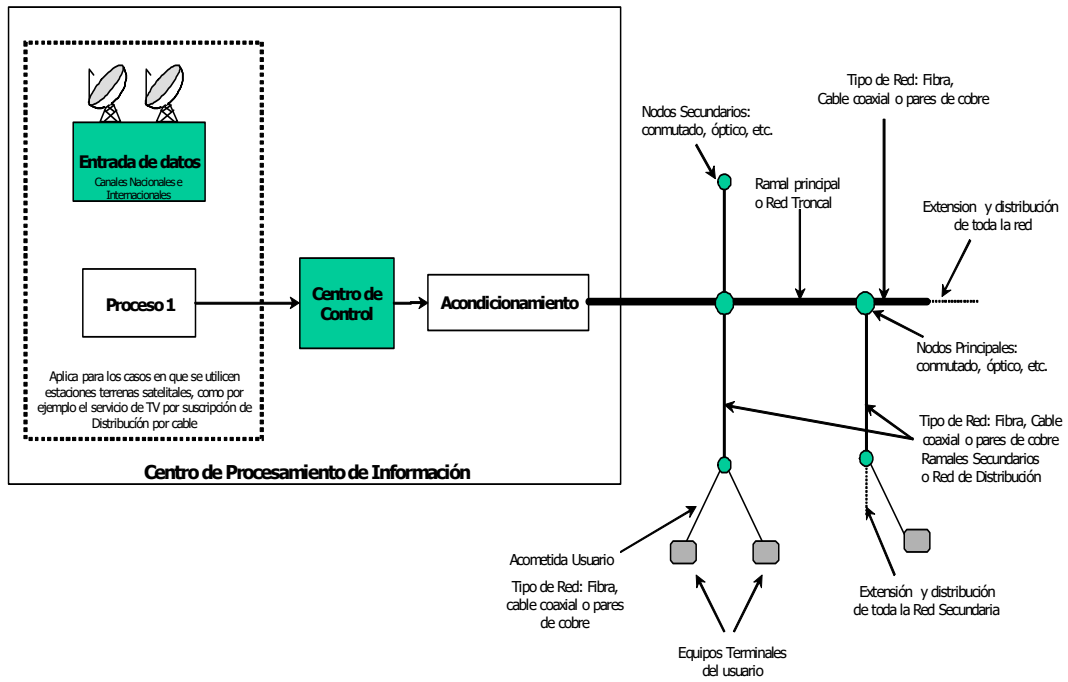 Entrada de datos
Canales Nacionales e
Internacionales
Proceso 1
Aplica para los casos en que se utilicen
estaciones terrenas satelitales, como por
ejemplo el servicio de TV por suscripción de
Distribución por cable
Centro de
Control
Acondicionamiento
Centro de Procesamiento de Información
Nodos Secundarios:
conmutado, óptico, etc.
Ramal principal
o Red Troncal
Tipo de Red: Fibra,
Cable coaxial o pares de cobre
Extension y distribución
de toda la red
Nodos Principales:
conmutado, óptico, etc.
Tipo de Red: Fibra, Cable
coaxial o pares de cobre
Ramales Secundarios
o Red de Distribución
Acometida Usuario
Tipo de Red: Fibra,
cable coaxial o pares
de cobre
Extensión y distribución
de toda la Red Secundaria
Equipos Terminales
del usuario